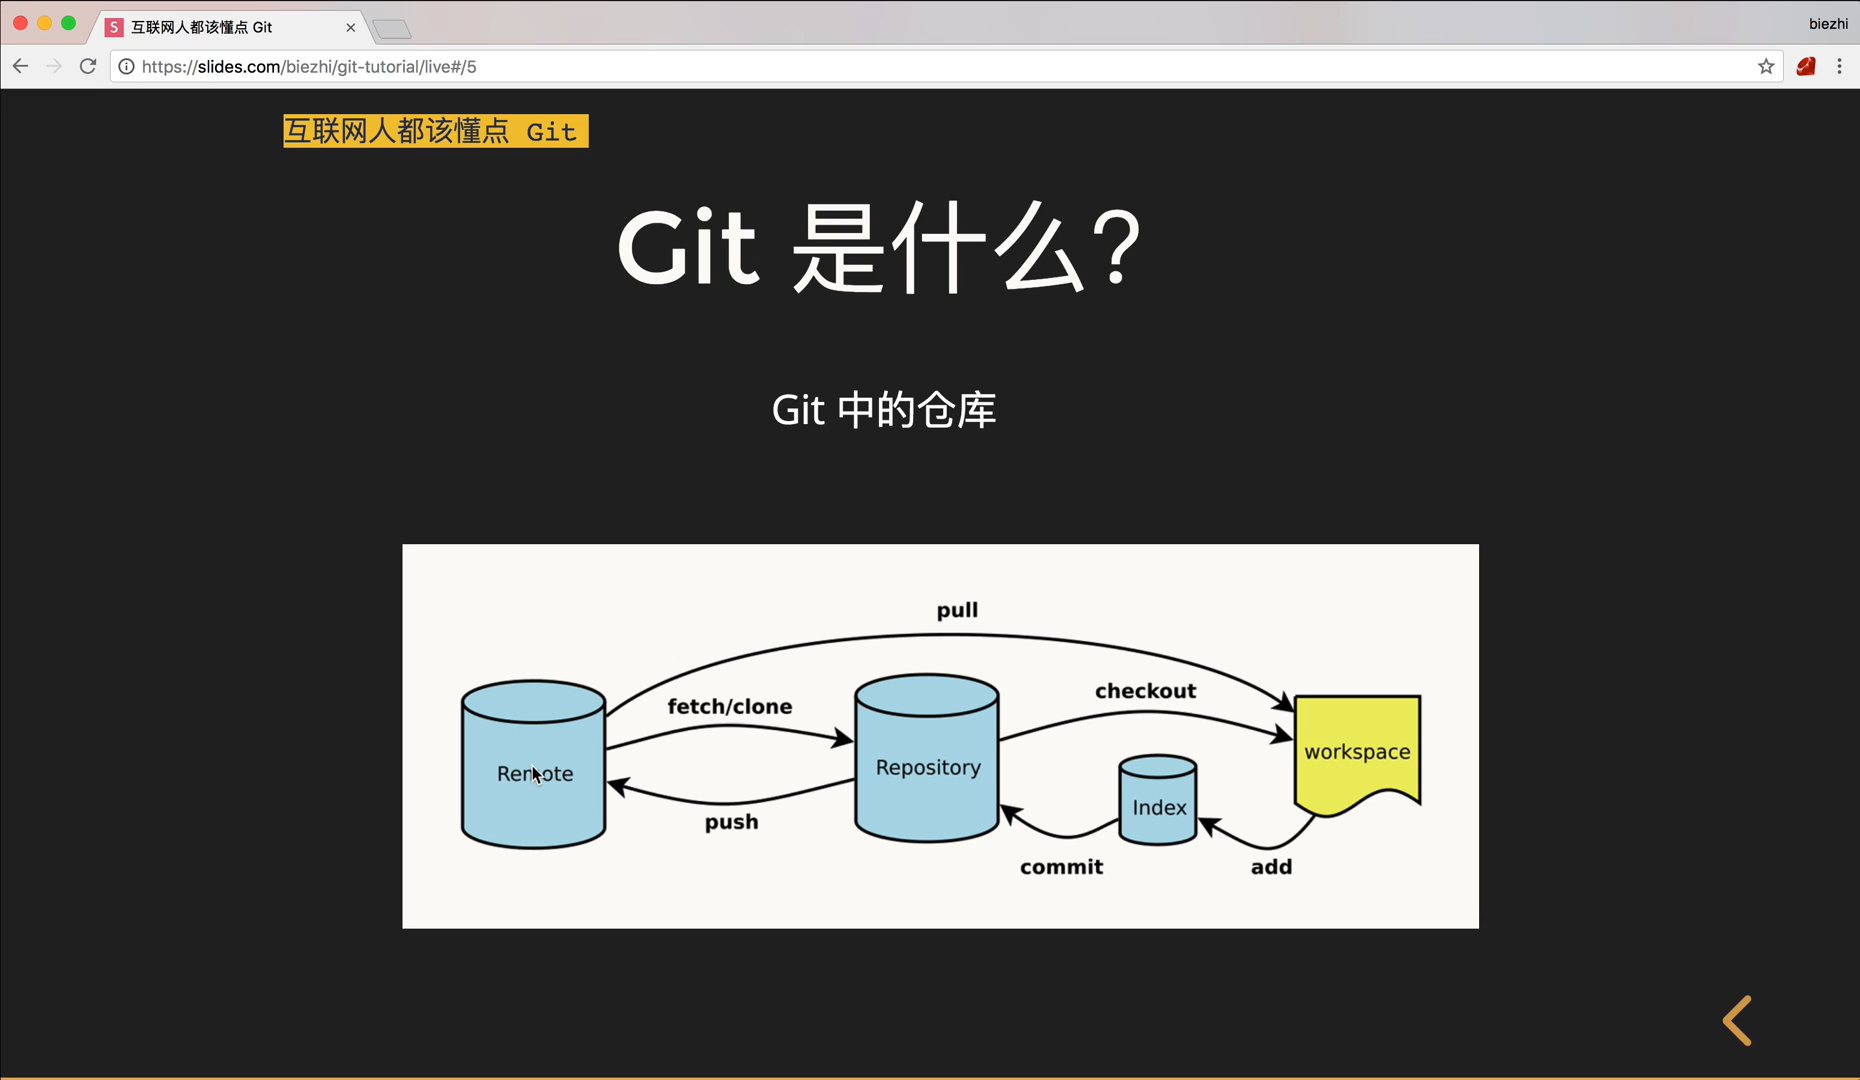 互联网人都该懂点 Git
biezhi
https://slides.com/biezhi/git-tutorial/live#/5
互联网人都该懂点 Git
Git 是什么?
Git 中的仓库
pull
fetch/clone
checkout
Remote
Repository
workspace
Index
push
commit
add